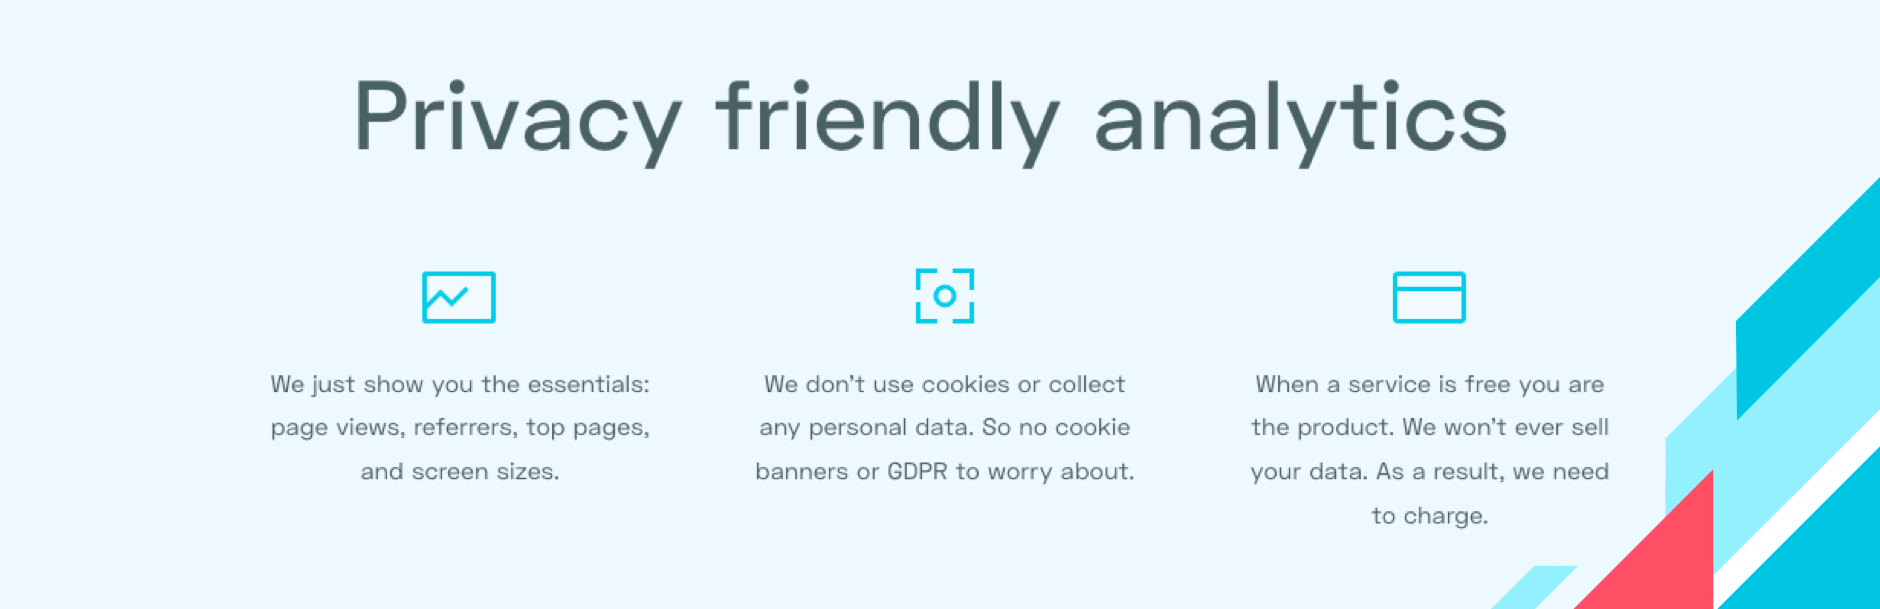 Privacy friendly analytics
We just show you the essentials:
page views, referrers, top pages,
and screen sizes.
We don’t use cookies or collect
any personal data. So no cookie
banners or GDPR to worry about.
When a service is free you are
the product. We won’t ever sell
your data. As a result, we need
to charge.